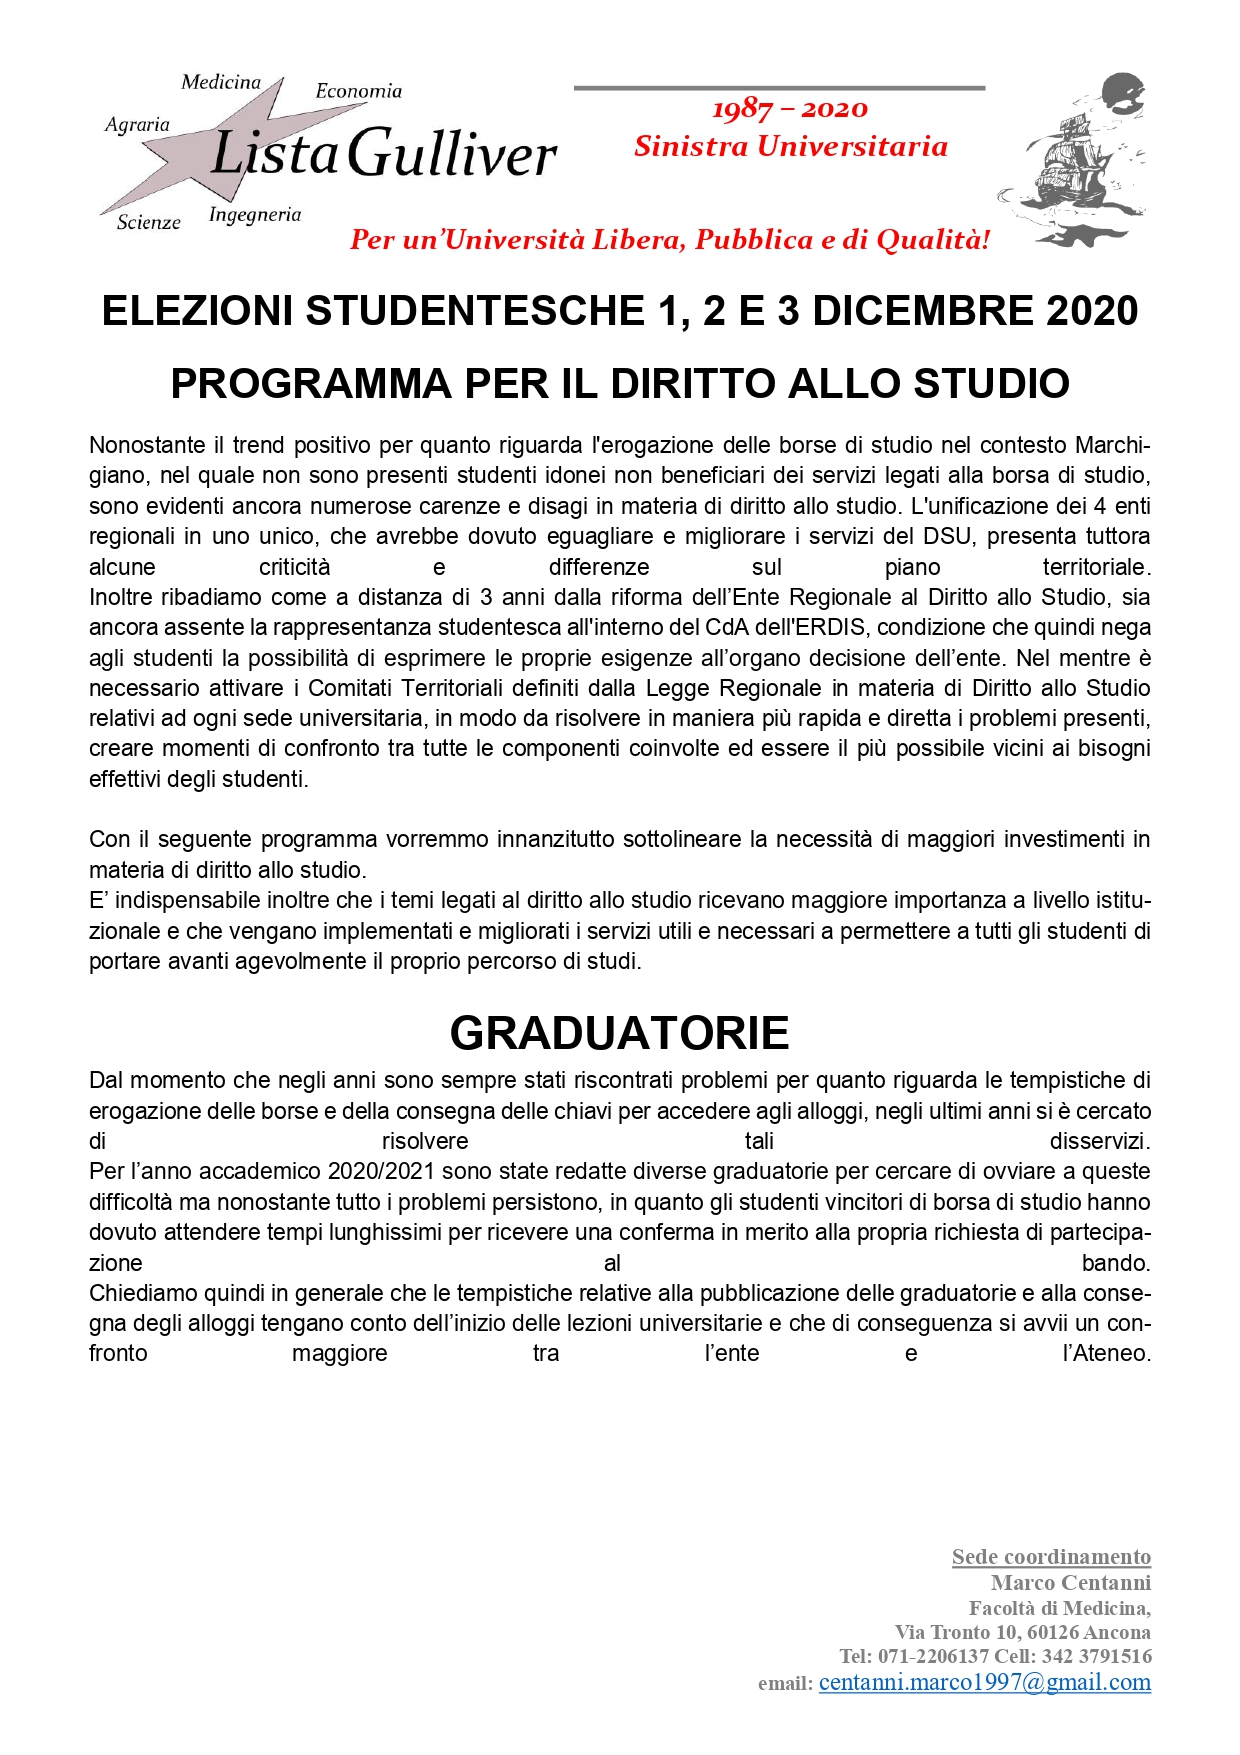 Medicina
Economia
Agraria
Lista Gulliver
Scienze
Ingegneria
1987 – 2020
Sinistra Universitaria
Per un’Università Libera, Pubblica e di Qualità!
ELEZIONI STUDENTESCHE 1, 2 E 3 DICEMBRE 2020
PROGRAMMA PER IL DIRITTO ALLO STUDIO
Nonostante il trend positivo per quanto riguarda l'erogazione delle borse di studio nel contesto Marchi-
giano, nel quale non sono presenti studenti idonei non beneficiari dei servizi legati alla borsa di studio,
sono evidenti ancora numerose carenze e disagi in materia di diritto allo studio. L'unificazione dei 4 enti
regionali in uno unico, che avrebbe dovuto eguagliare e migliorare i servizi del DSU, presenta tuttora
alcune criticità e differenze sul piano territoriale.
Inoltre ribadiamo come a distanza di 3 anni dalla riforma dell’Ente Regionale al Diritto allo Studio, sia
ancora assente la rappresentanza studentesca all'interno del CdA dell'ERDIS, condizione che quindi nega
agli studenti la possibilità di esprimere le proprie esigenze all’organo decisione dell’ente. Nel mentre è
necessario attivare i Comitati Territoriali definiti dalla Legge Regionale in materia di Diritto allo Studio
relativi ad ogni sede universitaria, in modo da risolvere in maniera più rapida e diretta i problemi presenti,
creare momenti di confronto tra tutte le componenti coinvolte ed essere il più possibile vicini ai bisogni
effettivi degli studenti.
Con il seguente programma vorremmo innanzitutto sottolineare la necessità di maggiori investimenti in
materia di diritto allo studio.
E’ indispensabile inoltre che i temi legati al diritto allo studio ricevano maggiore importanza a livello istitu-
zionale e che vengano implementati e migliorati i servizi utili e necessari a permettere a tutti gli studenti di
portare avanti agevolmente il proprio percorso di studi.
GRADUATORIE
Dal momento che negli anni sono sempre stati riscontrati problemi per quanto riguarda le tempistiche di
erogazione delle borse e della consegna delle chiavi per accedere agli alloggi, negli ultimi anni si è cercato
di risolvere tali disservizi.
Per l’anno accademico 2020/2021 sono state redatte diverse graduatorie per cercare di ovviare a queste
difficoltà ma nonostante tutto i problemi persistono, in quanto gli studenti vincitori di borsa di studio hanno
dovuto attendere tempi lunghissimi per ricevere una conferma in merito alla propria richiesta di partecipa-
zione al bando.
Chiediamo quindi in generale che le tempistiche relative alla pubblicazione delle graduatorie e alla conse-
gna degli alloggi tengano conto dell’inizio delle lezioni universitarie e che di conseguenza si avvii un con-
fronto maggiore tra l’ente e l’Ateneo.
Sede coordinamento
Marco Centanni
Facoltà di Medicina,
Via Tronto 10, 60126 Ancona
Tel: 071-2206137 Cell: 342 3791516
email: centanni.marco1997@gmail.com